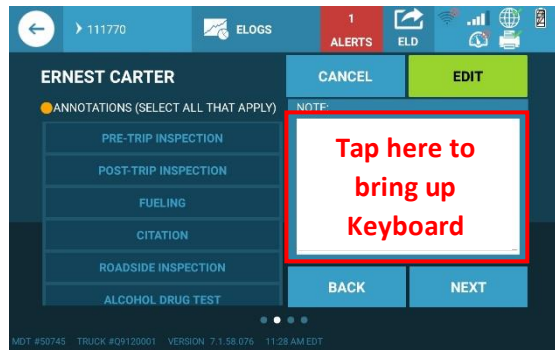 111770
ELOGS
1
ALERTS
ELD
ERNEST CARTER
CANCEL
EDIT
ANNOTATIONS (SELECT ALL THAT APPLY)
NOTE:
PRE-TRIP INSPECTION
POST-TRIP INSPECTION
FUELING
CITATION
ROADSIDE INSPECTION
ALCOHOL DRUG TEST
Tap here to
bring up
Keyboard
BACK
NEXT
MDT #50745 TRUCK #Q9120001 VERSION 7.1.58.076 11:28 AM EDT